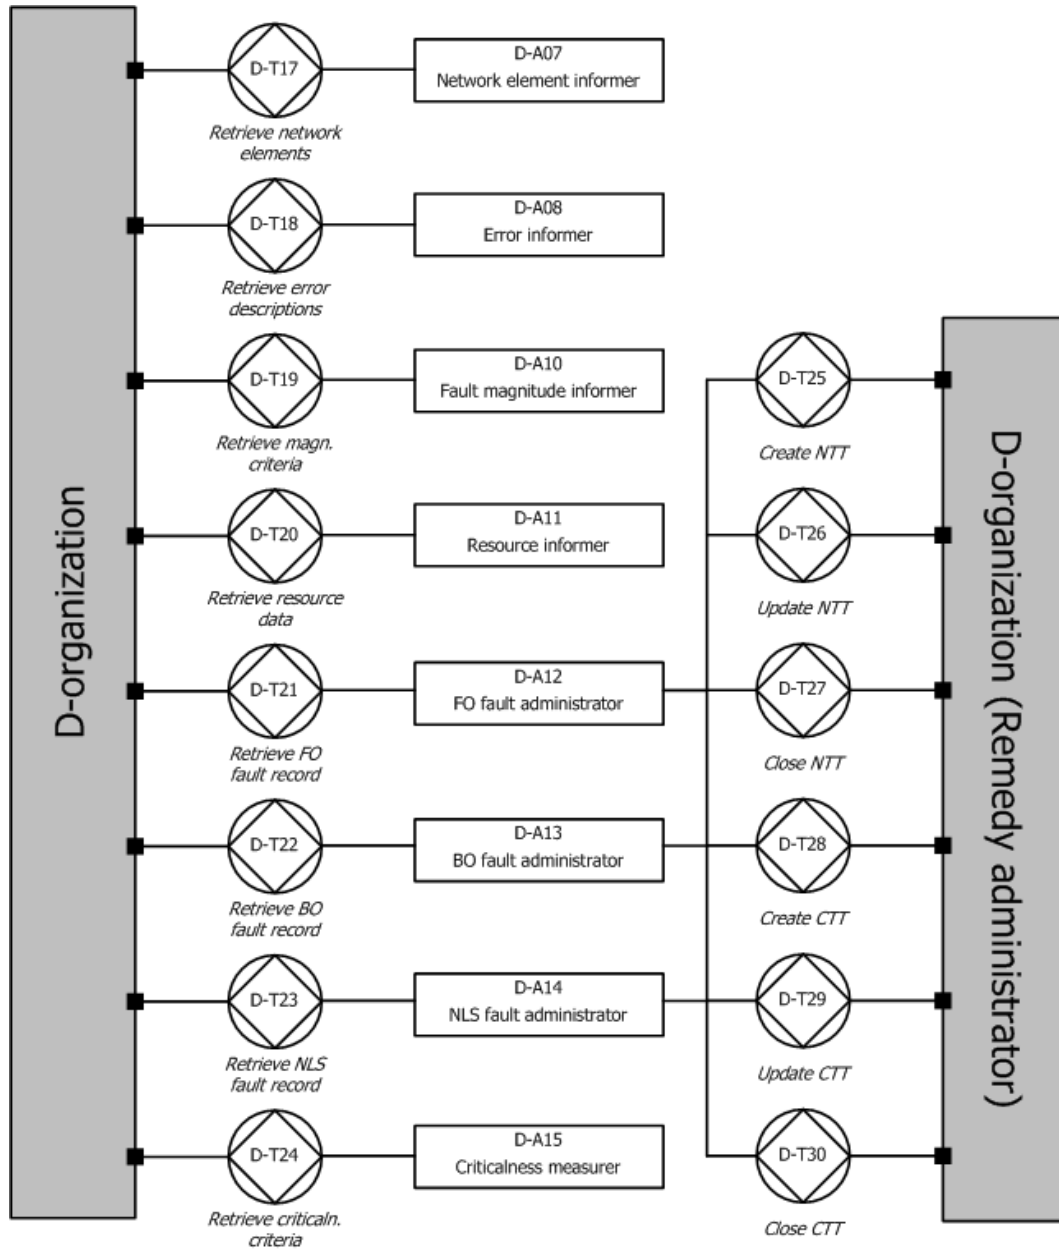 D-organization
D-T17
Retrieve network
elements
D-A07
Network element informer
D-T18
Retrieve error
descriptions
D-A08
Error informer
D-T19
Retrieve magn.
criteria
D-A10
Fault magnitude informer
D-T20
Retrieve resource
data
D-A11
Resource informer
D-T21
Retrieve FO
fault record
D-A12
FO fault administrator
D-T22
Retrieve BO
fault record
D-A13
BO fault administrator
D-T23
Retrieve NLS
fault record
D-A14
NLS fault administrator
D-T24
Retrieve criticaln.
criteria
D-A15
Criticalness measurer
D-T25
Create NTT
D-T26
Update NTT
D-T27
Close NTT
D-T28
Create CTT
D-T29
Update CTT
D-T30
Close CTT
D-organization (Remedy administrator)